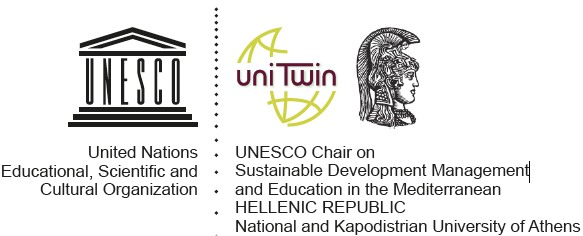 UNESCO
uniTwin
United Nations
Educational, Scientific and
Cultural Organization
UNESCO Chair on
Sustainable Development Management
and Education in the Mediterranean
HELLENIC REPUBLIC
National and Kapodistrian University of Athens